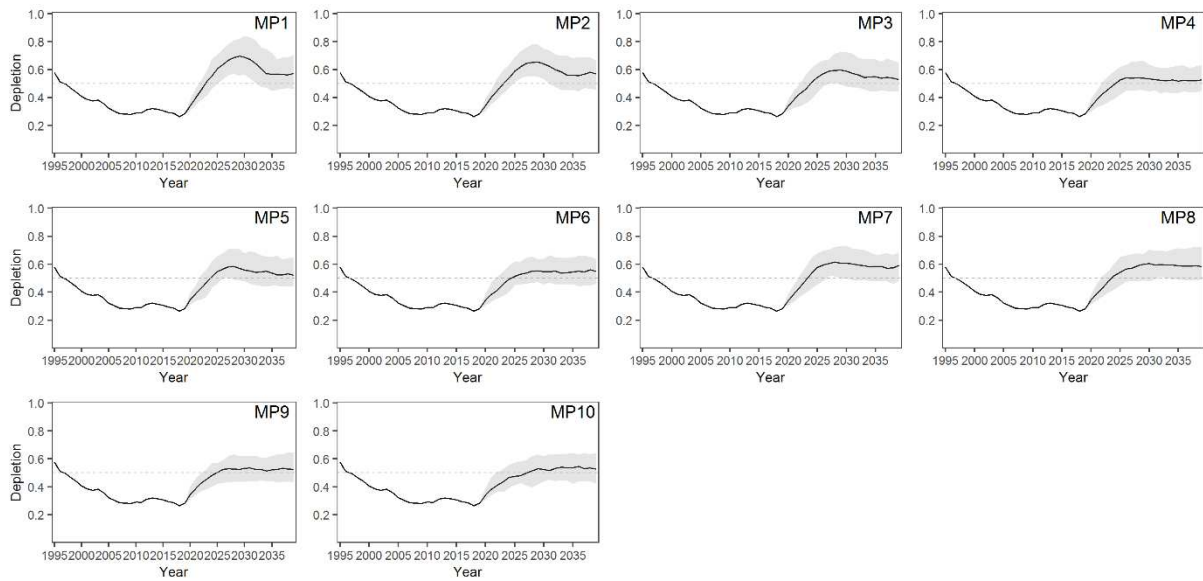 MP1 MP2 MP3 MP4
1.0 1.0 1.0 1.0
0.8 0.8 0.8 0.8
0.6 0.6 0.6 0.6
0.4 0.4 0.4 0.4
0.2 0.2 0.2 0.2
Depletion
1995 2000 2005 2010 2015 2020 2025 2030 2035 1995 2000 2005 2010 2015 2020 2025 2030 2035 1995 2000 2005 2010 2015 2020 2025 2030 2035 1995 2000 2005 2010 2015 2020 2025 2030 2035
Year Year Year Year
MP5 MP6 MP7 MP8
1.0 1.0 1.0 1.0
0.8 0.8 0.8 0.8
0.6 0.6 0.6 0.6
0.4 0.4 0.4 0.4
0.2 0.2 0.2 0.2
Depletion
1995 2000 2005 2010 2015 2020 2025 2030 2035 1995 2000 2005 2010 2015 2020 2025 2030 2035 1995 2000 2005 2010 2015 2020 2025 2030 2035 1995 2000 2005 2010 2015 2020 2025 2030 2035
Year Year Year Year
MP9 MP10
1.0 1.0
0.8 0.8
0.6 0.6
0.4 0.4
0.2 0.2
Depletion
1995 2000 2005 2010 2015 2020 2025 2030 2035 1995 2000 2005 2010 2015 2020 2025 2030 2035
Year Year